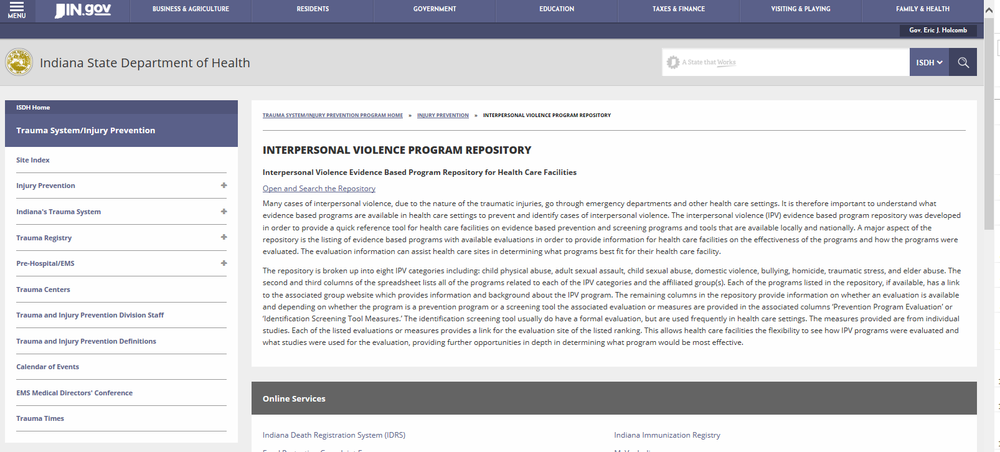 MENU
IN.gov
BUSINESS & AGRICULTURE
RESIDENTS
GOVERNMENT
EDUCATION
TAXES & FINANCE
VISITING & PLAYING
FAMILY & HEALTH
Gov. Eric J. Holcomb
Indiana State Department of Health
A State that Works
ISDH
ISDH Home
Trauma System/Injury Prevention
Site Index
Injury Prevention
Indiana's Trauma System
Trauma Registry
Pre-Hospital/EMS
Trauma Centers
Trauma and Injury Prevention Division Staff
Trauma and Injury Prevention Definitions
Calendar of Events
EMS Medical Directors' Conference
Trauma Times
TRAUMA SYSTEM/INJURY PREVENTION PROGRAM HOME » INJURY PREVENTION » INTERPERSONAL VIOLENCE PROGRAM REPOSITORY
INTERPERSONAL VIOLENCE PROGRAM REPOSITORY
Interpersonal Violence Evidence Based Program Repository for Health Care Facilities
Open and Search the Repository
Many cases of interpersonal violence, due to the nature of the traumatic injuries, go through emergency departments and other health care settings. It is therefore important to understand what
evidence based programs are available in health care settings to prevent and identify cases of interpersonal violence. The interpersonal violence (IPV) evidence based program repository was developed
in order to provide a quick reference tool for health care facilities on evidence based prevention and screening programs and tools that are available locally and nationally. A major aspect of the
repository is the listing of evidence based programs with available evaluations in order to provide information for health care facilities on the effectiveness of the programs and how the programs were
evaluated. The evaluation information can assist health care sites in determining what programs best fit for their health care facility.
The repository is broken up into eight IPV categories including: child physical abuse, adult sexual assault, child sexual abuse, domestic violence, bullying, homicide, traumatic stress, and elder abuse. The
second and third columns of the spreadsheet lists all of the programs related to each of the IPV categories and the affiliated group(s). Each of the programs listed in the repository, if available, has a link
to the associated group website which provides information and background about the IPV program. The remaining columns in the repository provide information on whether an evaluation is available
and depending on whether the program is a prevention program or a screening tool the associated evaluation or measures are provided in the associated columns ‘Prevention Program Evaluation’ or
‘Identification Screening Tool Measures.’ The identification screening tool usually do have a formal evaluation, but are used frequently in health care settings. The measures provided are from individual
studies. Each of the listed evaluations or measures provides a link for the evaluation site of the listed ranking. This allows health care facilities the flexibility to see how IPV programs were evaluated and
what studies were used for the evaluation, providing further opportunities in depth in determining what program would be most effective.
Online Services
Indiana Death Registration System (IDRS)
Indiana Immunization Registry